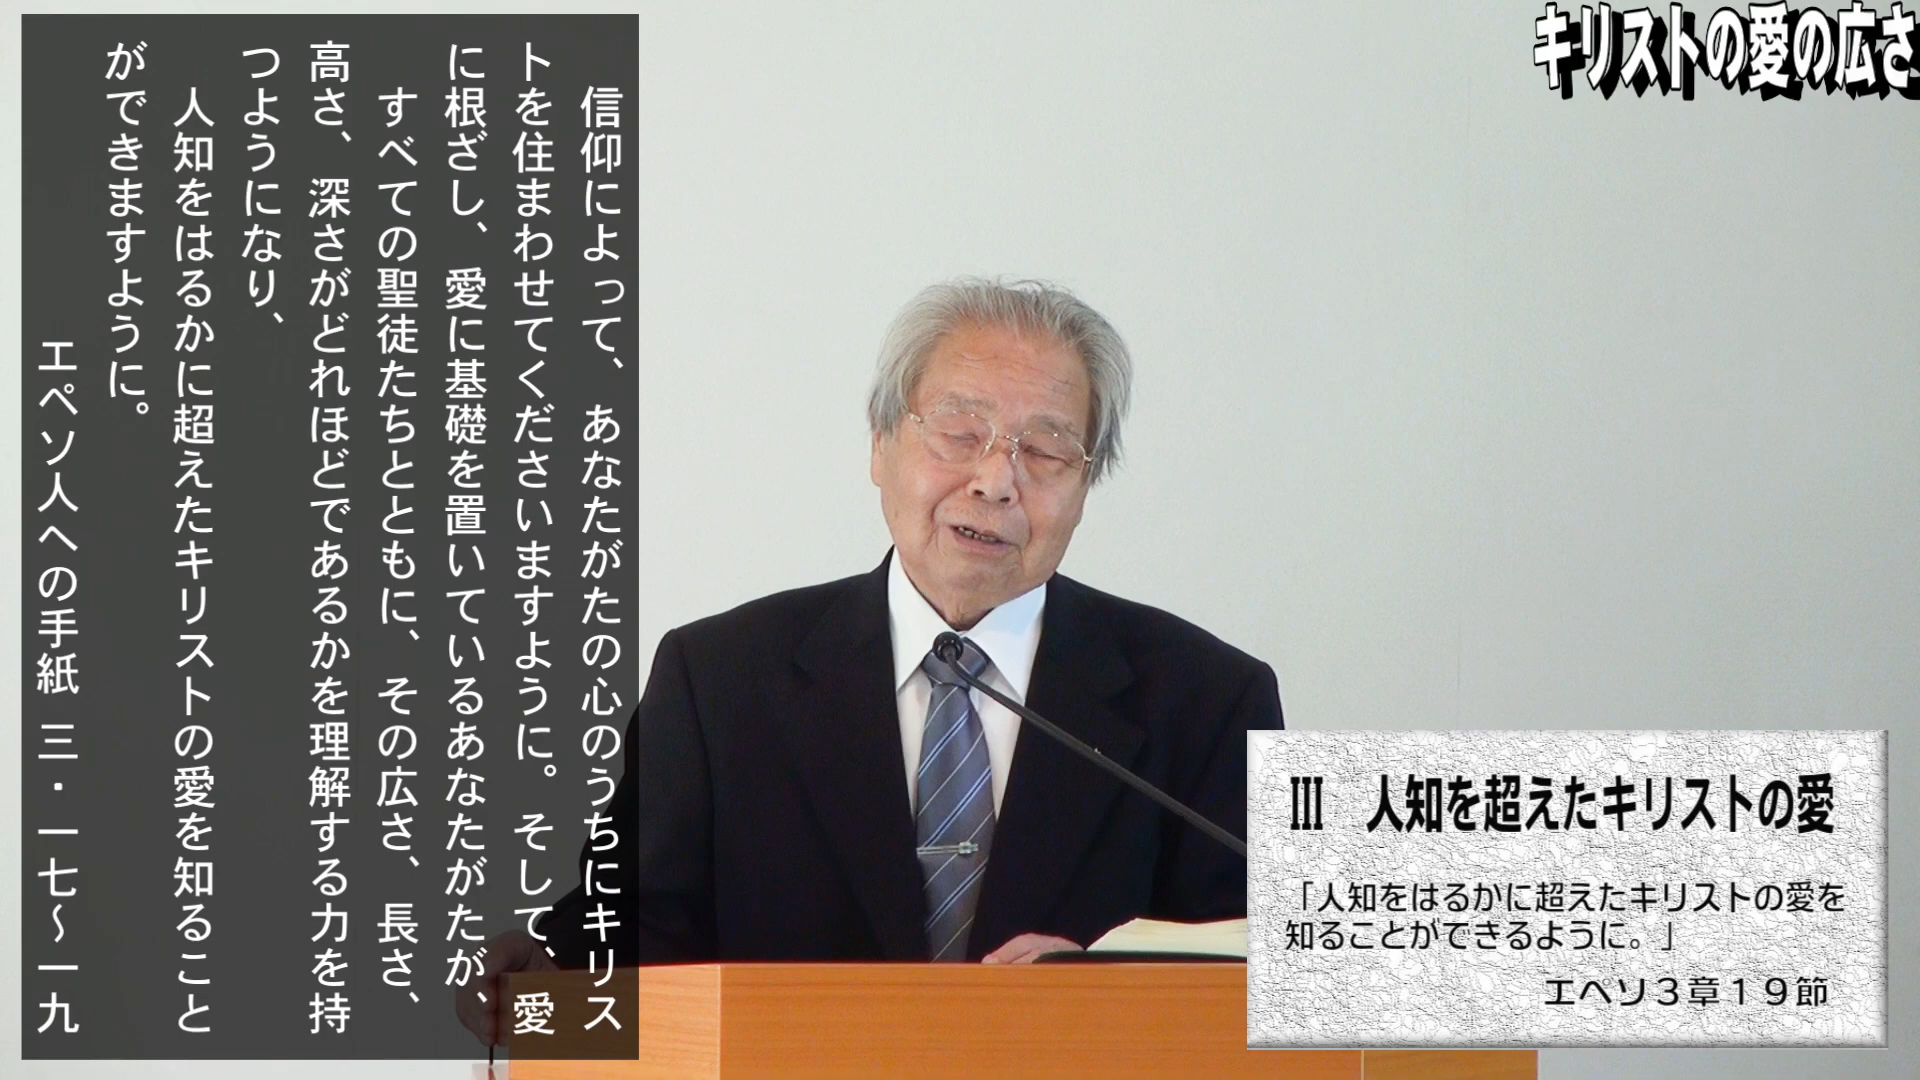 キリストの愛の広さ
信仰によって、あなたがたの心のうちにキリス
トを住まわせてくださいますように。そして、愛
に根ざし、愛に基礎を置いているあなたがたが、
すべての聖徒たちとともに、その広さ、長さ、
高さ、深さがどれほどであるかを理解する力を持
つようになり、
人知をはるかに超えたキリストの愛を知ること
ができますように。
エペソ人への手紙 三・一七～一九
Ⅲ 人知を超えたキリストの愛
「人知をはるかに超えたキリストの愛を
知ることができるように。」
エペソ３章１９節